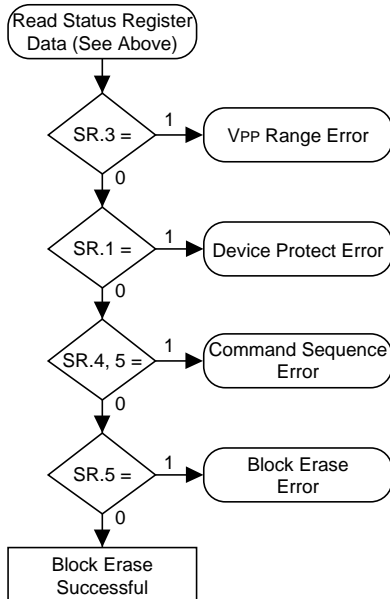 Read Status Register
Data (See Above)
SR.3 =
1
VPP Range Error
0
SR.1 =
1
Device Protect Error
0
SR.4, 5 =
1
Command Sequence
Error
0
SR.5 =
1
Block Erase
Error
0
Block Erase
Successful